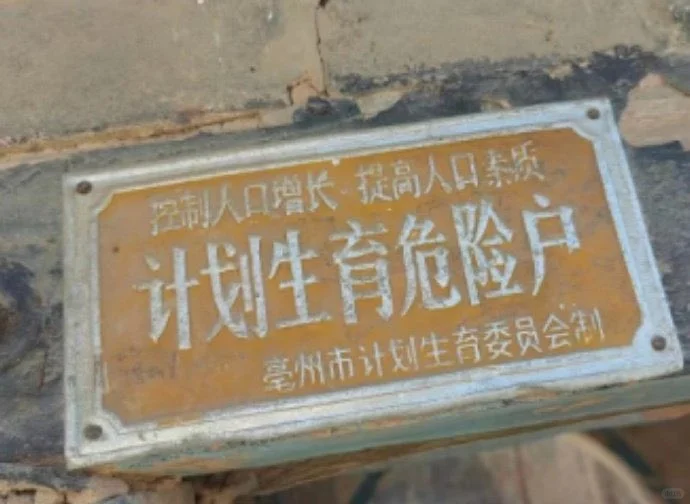 控制人口增长 提高人口素质
计划生育危险户
亳州市计划生育委员会制